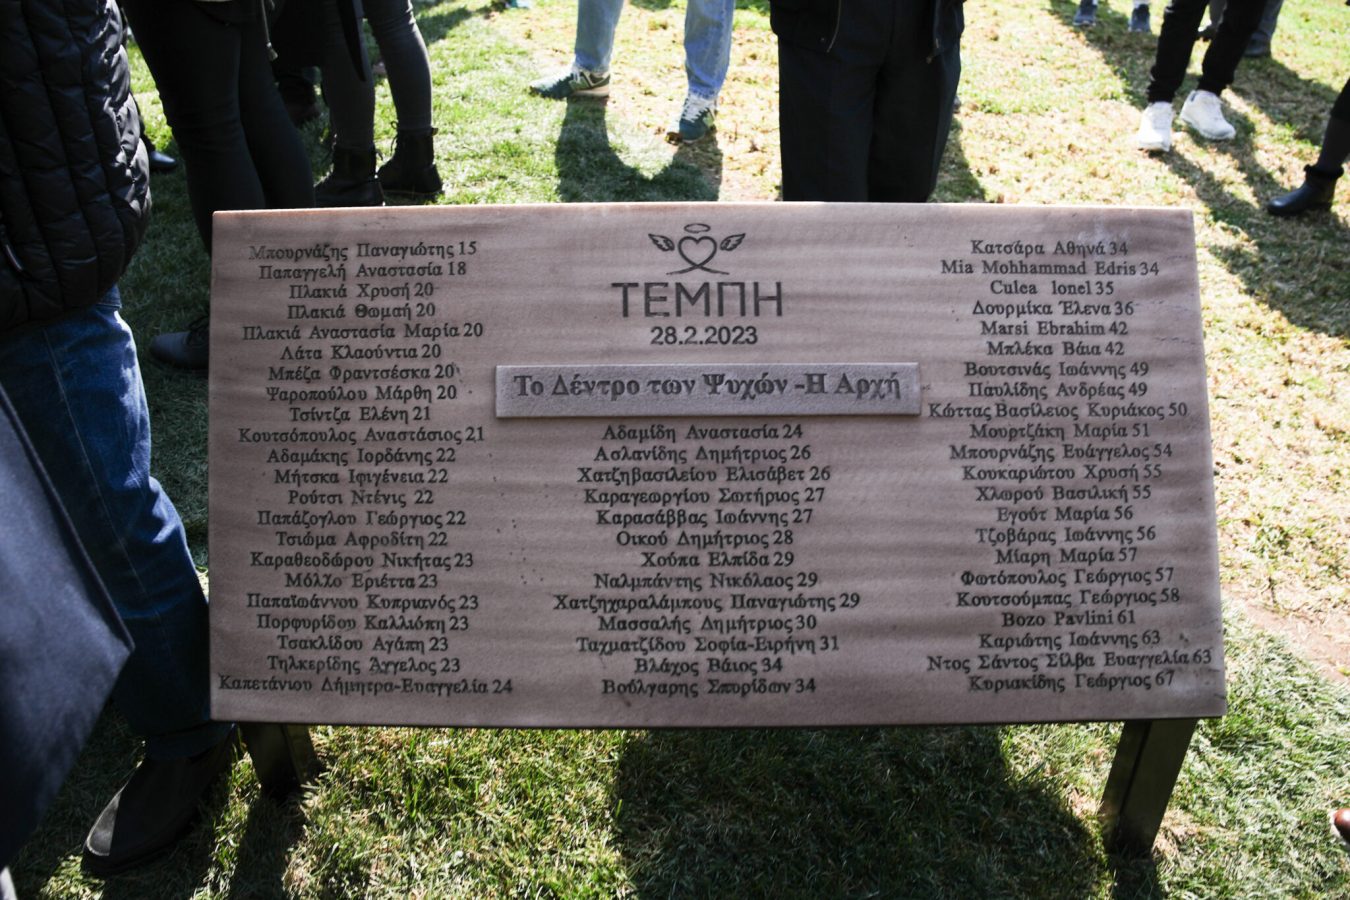 Μπουρνάζης Παναγιώτης 15
Παπαγγελή Αναστασία 18
Πλακιά Χρυσή 20
Πλακιά Θωμαή 20
Πλακιά Αναστασία Μαρία 20
Λάτα Κλαούντια 20
Μπέζα Φραντσέσκα 20
Ψαροπούλου Μάρθη 20
Τσίντζα Ελένη 21
Κουτσόπουλος Αναστάσιος 21
Αδαμάκης Ιορδάνης 22
Μήτσκα Ιφιγένεια 22
Ρούτσι Ντένις 22
Παπάζογλου Γεώργιος 22
Τσιώμα Αφροδίτη 22
Καραθεοδώρου Νικήτας 23
Μόλχο Εριέττα 23
Παπαϊωάννου Κυπριανός 23
Πορφυρίδου Καλλιόπη 23
Τσακλίδου Αγάπη 23
Τηλκερίδης Άγγελος 23
Καπετάνιου Δήμητρα-Ευαγγελία 24
ΤΕΜΠΗ
28.2.2023
Το Δέντρο των Ψυχών -Η Αρχή
Αδαμίδη Αναστασία 24
Ασλανίδης Δημήτριος 26
Χατζηβασιλείου Ελισάβετ 26
Καραγεωργίου Σωτήριος 27
Καρασάββας Ιωάννης 27
Οικού Δημήτριος 28
Χούπα Ελπίδα 29
Ναλμπάντης Νικόλαος 29
Χατζηχαραλάμπους Παναγιώτης 29
Μασσαλής Δημήτριος 30
Ταχματζίδου Σοφία-Ειρήνη 31
Βλάχος Βάιος 34
Βούλγαρης Σπυρίδων 34
Κατσάρα Αθηνά 34
Mia Mohhammad Edris 34
Culea Ionel 35
Δουρμίκα Έλενα 36
Marsi Ebrahim 42
Μπλέκα Βάια 42
Βουτσινάς Ιωάννης 49
Παυλίδης Ανδρέας 49
Κώττας Βασίλειος Κυριάκος 50
Μουρτζάκη Μαρία 51
Μπουρνάζης Ευάγγελος 54
Κουκαριώτου Χρυσή 55
Χλωρού Βασιλική 55
Εγούτ Μαρία 56
Τζοβάρας Ιωάννης 56
Μίαρη Μαρία 57
Φωτόπουλος Γεώργιος 57
Κουτσούμπας Γεώργιος 58
Bozo Pavlini 61
Καριώτης Ιωάννης 63
Ντος Σάντος Σίλβα Ευαγγελία 63
Κυριακίδης Γεώργιος 67